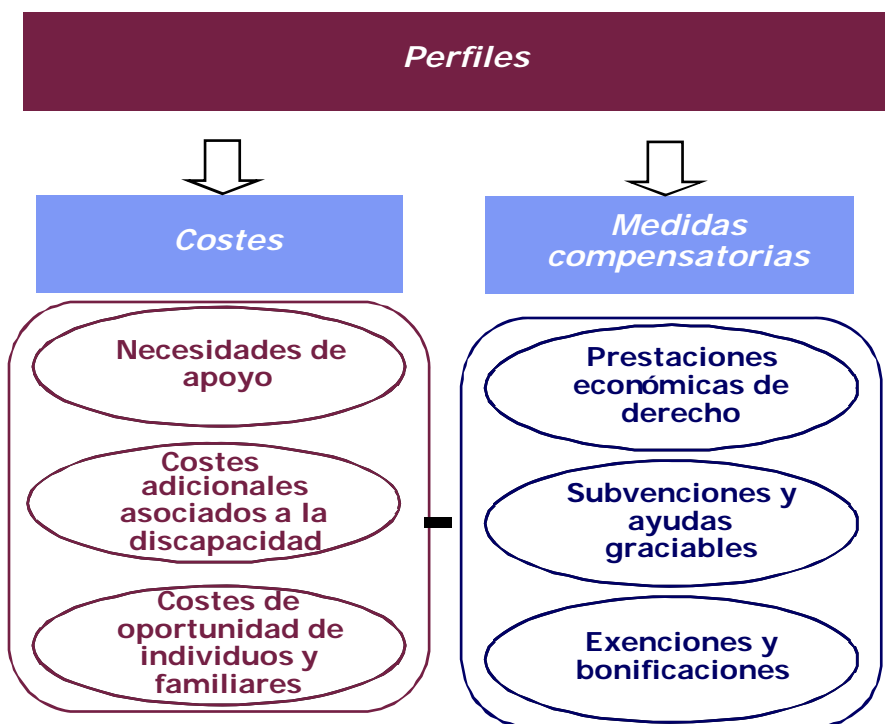 Perfiles
Costes
Medidas
compensatorias
Necesidades de
apoyo
Costes
adicionales
asociados a la
discapacidad
Costes de
oportunidad de
individuos y
familiares
Prestaciones
económicas de
derecho
Subvenciones y
ayudas
graciables
Exenciones y
bonificaciones